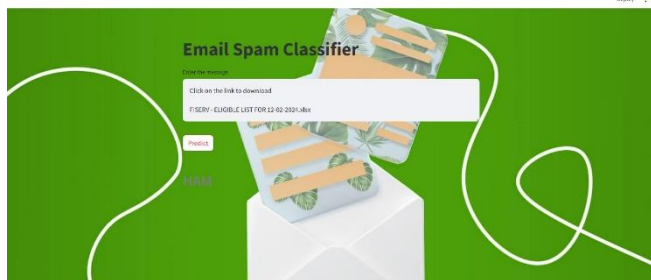 Email Spam Classifier
Enter the message
Click on the link to download
FISERV - ELIGIBLE LIST FOR 12-02-2024.xlsx
Predict
HAM